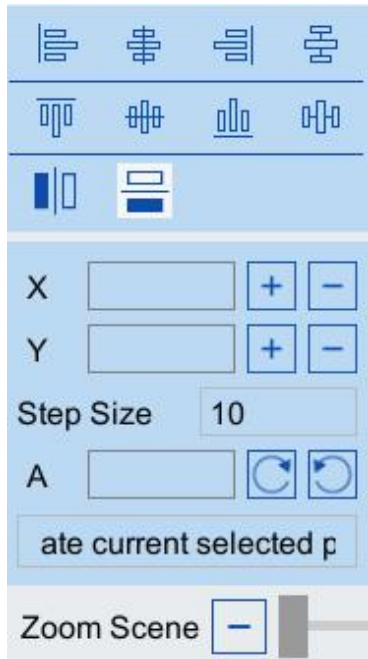 X + −
Y + −
Step Size 10
A
ate current selected p
Zoom Scene −